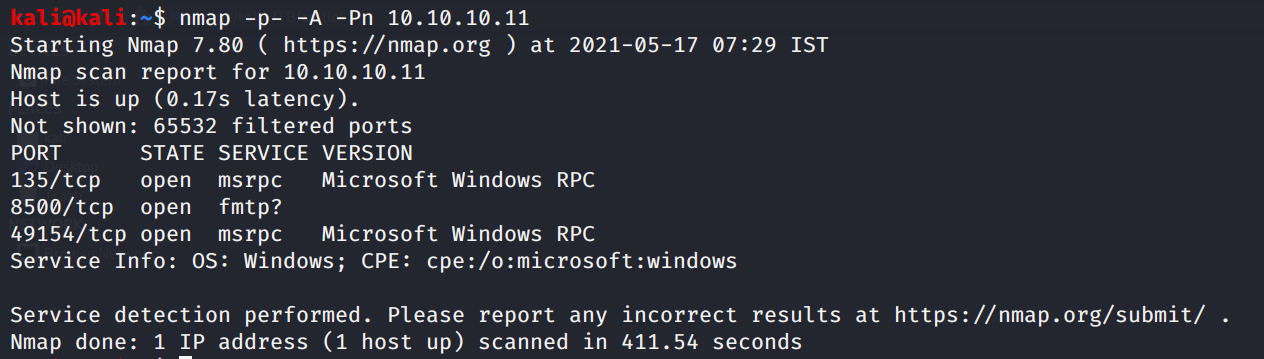 kali@kali:~$ nmap -p- -A -Pn 10.10.10.11
Starting Nmap 7.80 ( https://nmap.org ) at 2021-05-17 07:29 IST
Nmap scan report for 10.10.10.11
Host is up (0.17s latency).
Not shown: 65532 filtered ports
PORT      STATE SERVICE VERSION
135/tcp   open  msrpc   Microsoft Windows RPC
8500/tcp  open  fmtp?
49154/tcp open  msrpc   Microsoft Windows RPC
Service Info: OS: Windows; CPE: cpe:/o:microsoft:windows

Service detection performed. Please report any incorrect results at https://nmap.org/submit/ .
Nmap done: 1 IP address (1 host up) scanned in 411.54 seconds